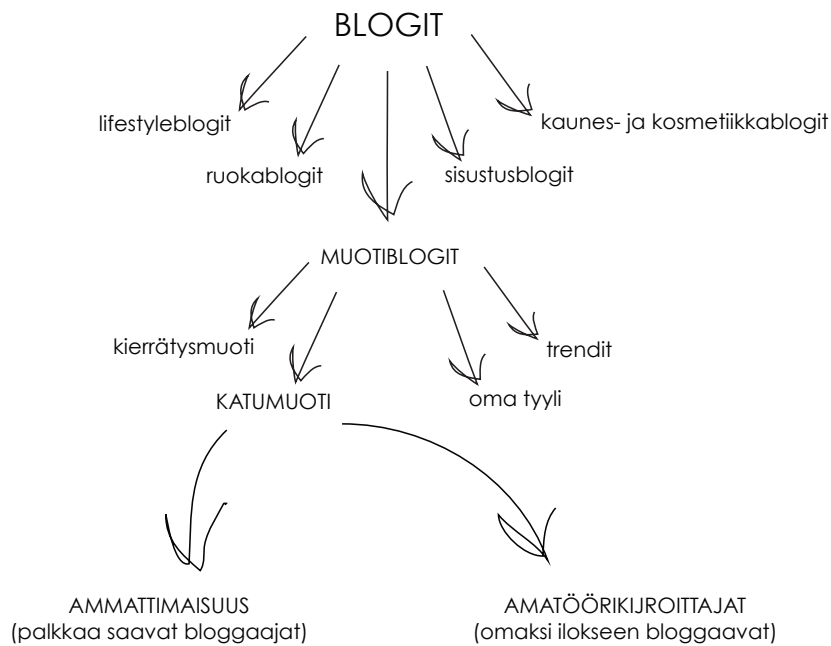 BLOGIT
lifestyleblogit
kaunes- ja kosmetiikkablogit
ruokablogit
sisustusblogit
MUOTIBLOGIT
kierrätysmuoti
trendit
KATUMUOTI
oma tyyli
AMMATTIMAISUUS
(palkkaa saavat bloggaajat)
AMATÖÖRIKIJROITTAJAT
(omaksi ilokseen bloggaavat)